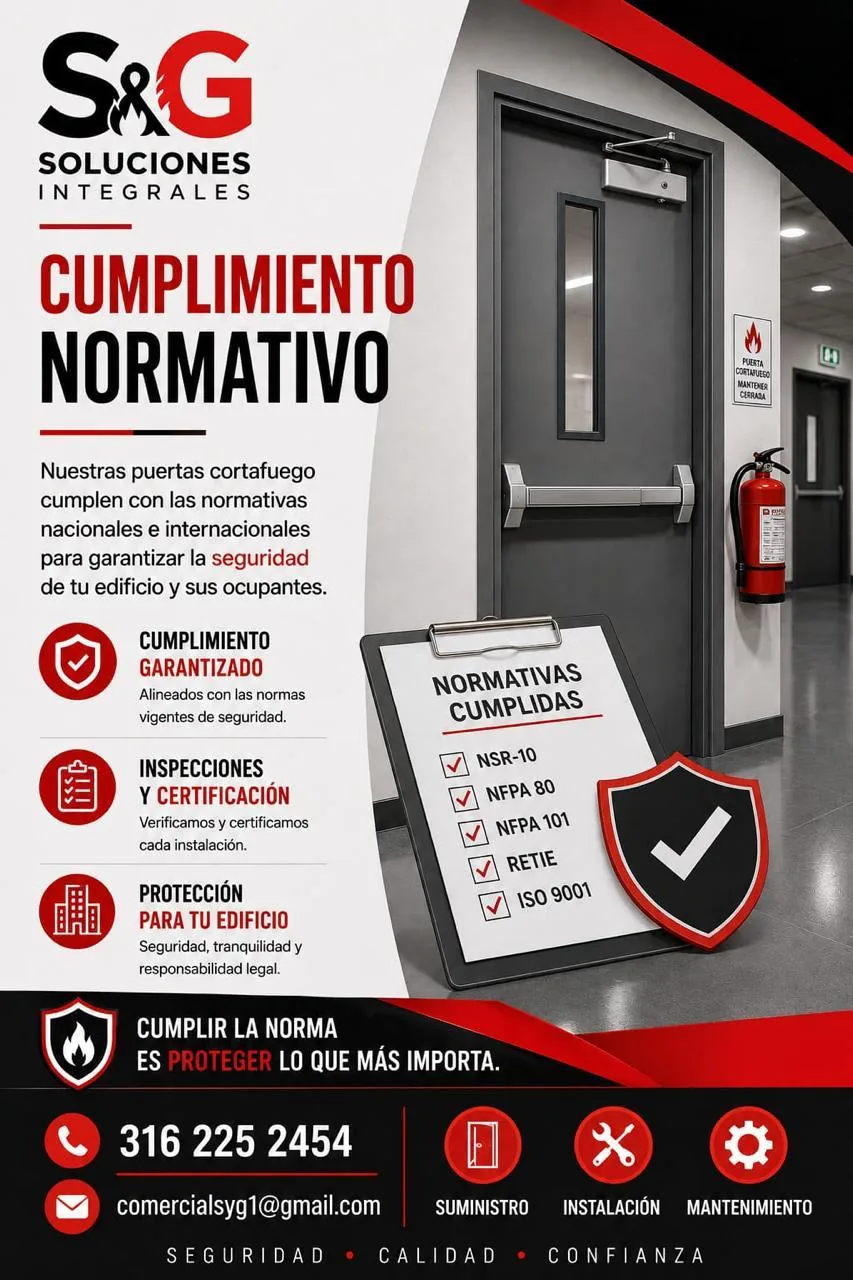 S&G
SOLUCIONES
INTEGRALES
CUMPLIMIENTO
NORMATIVO
Nuestras puertas cortafuego
cumplen con las normativas
nacionales e internacionales
para garantizar la seguridad
de tu edificio y sus ocupantes.
CUMPLIMIENTO
GARANTIZADO
Alineados con las normas
vigentes de seguridad.
INSPECCIONES
Y CERTIFICACIÓN
Verificamos y certificamos
cada instalación.
PROTECCIÓN
PARA TU EDIFICIO
Seguridad, tranquilidad y
responsabilidad legal.
PUERTA
CORTAFUEGO
MANTENER
CERRADA
NORMATIVAS
CUMPLIDAS
NSR-10
NFPA 80
NFPA 101
RETIE
ISO 9001
CUMPLIR LA NORMA
ES PROTEGER LO QUE MÁS IMPORTA.
316 225 2454
comercialsyg1@gmail.com
SUMINISTRO
INSTALACIÓN
MANTENIMIENTO
SEGURIDAD • CALIDAD • CONFIANZA